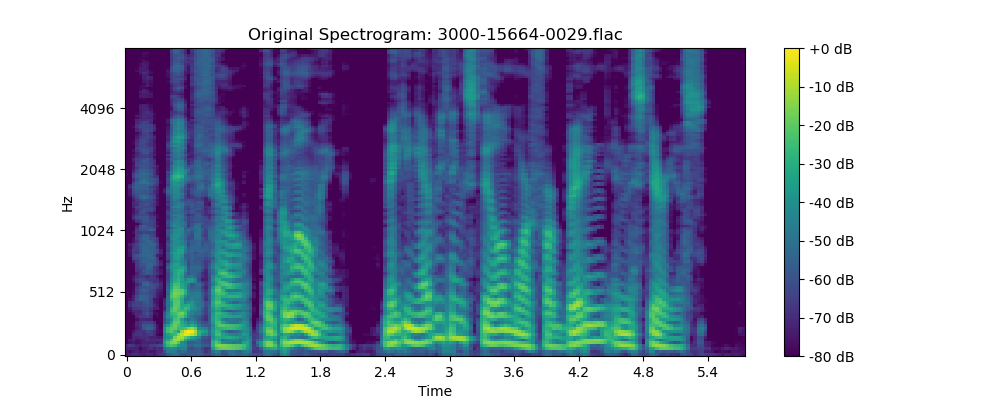 Original Spectrogram: 3000-15664-0029.flac
Hz
4096
2048
1024
512
0
0 0.6 1.2 1.8 2.4 3 3.6 4.2 4.8 5.4
Time
+0 dB
-10 dB
-20 dB
-30 dB
-40 dB
-50 dB
-60 dB
-70 dB
-80 dB